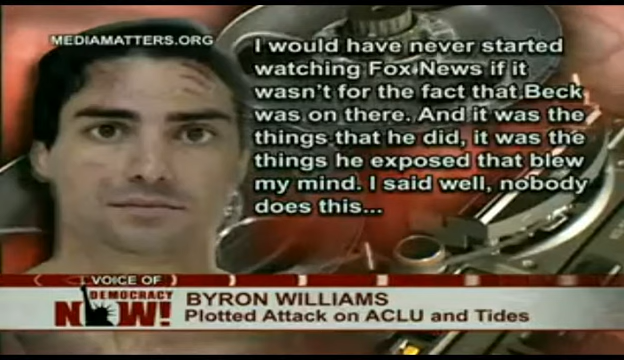 MEDIAMATTERS.ORG
I would have never started
watching Fox News if it
wasn't for the fact that Beck
was on there. And it was the
things that he did, it was the
things he exposed that blew
my mind. I said well, nobody
does this...
VOICE OF
DEMOCRACY
NOW!
BYRON WILLIAMS
Plotted Attack on ACLU and Tides